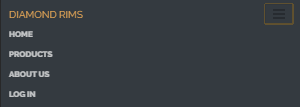 DIAMOND RIMS
HOME
PRODUCTS
ABOUT US
LOG IN